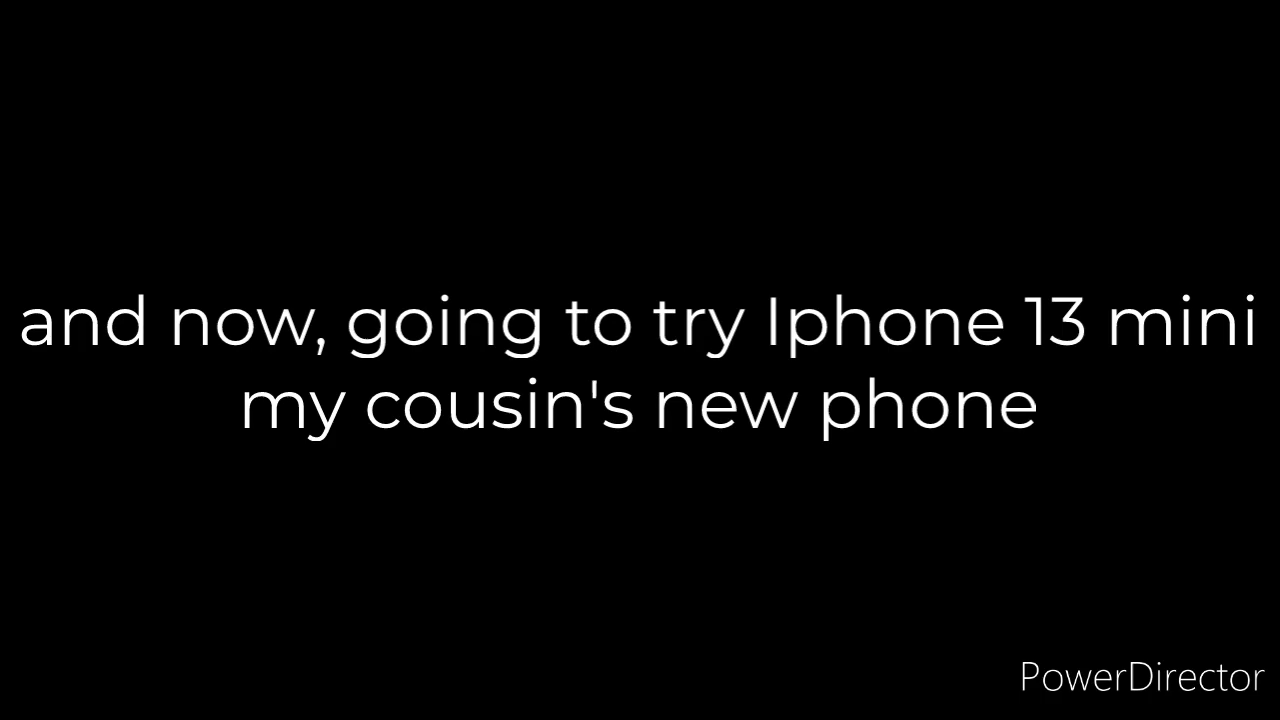 and now, going to try Iphone 13 mini
my cousin's new phone
PowerDirector